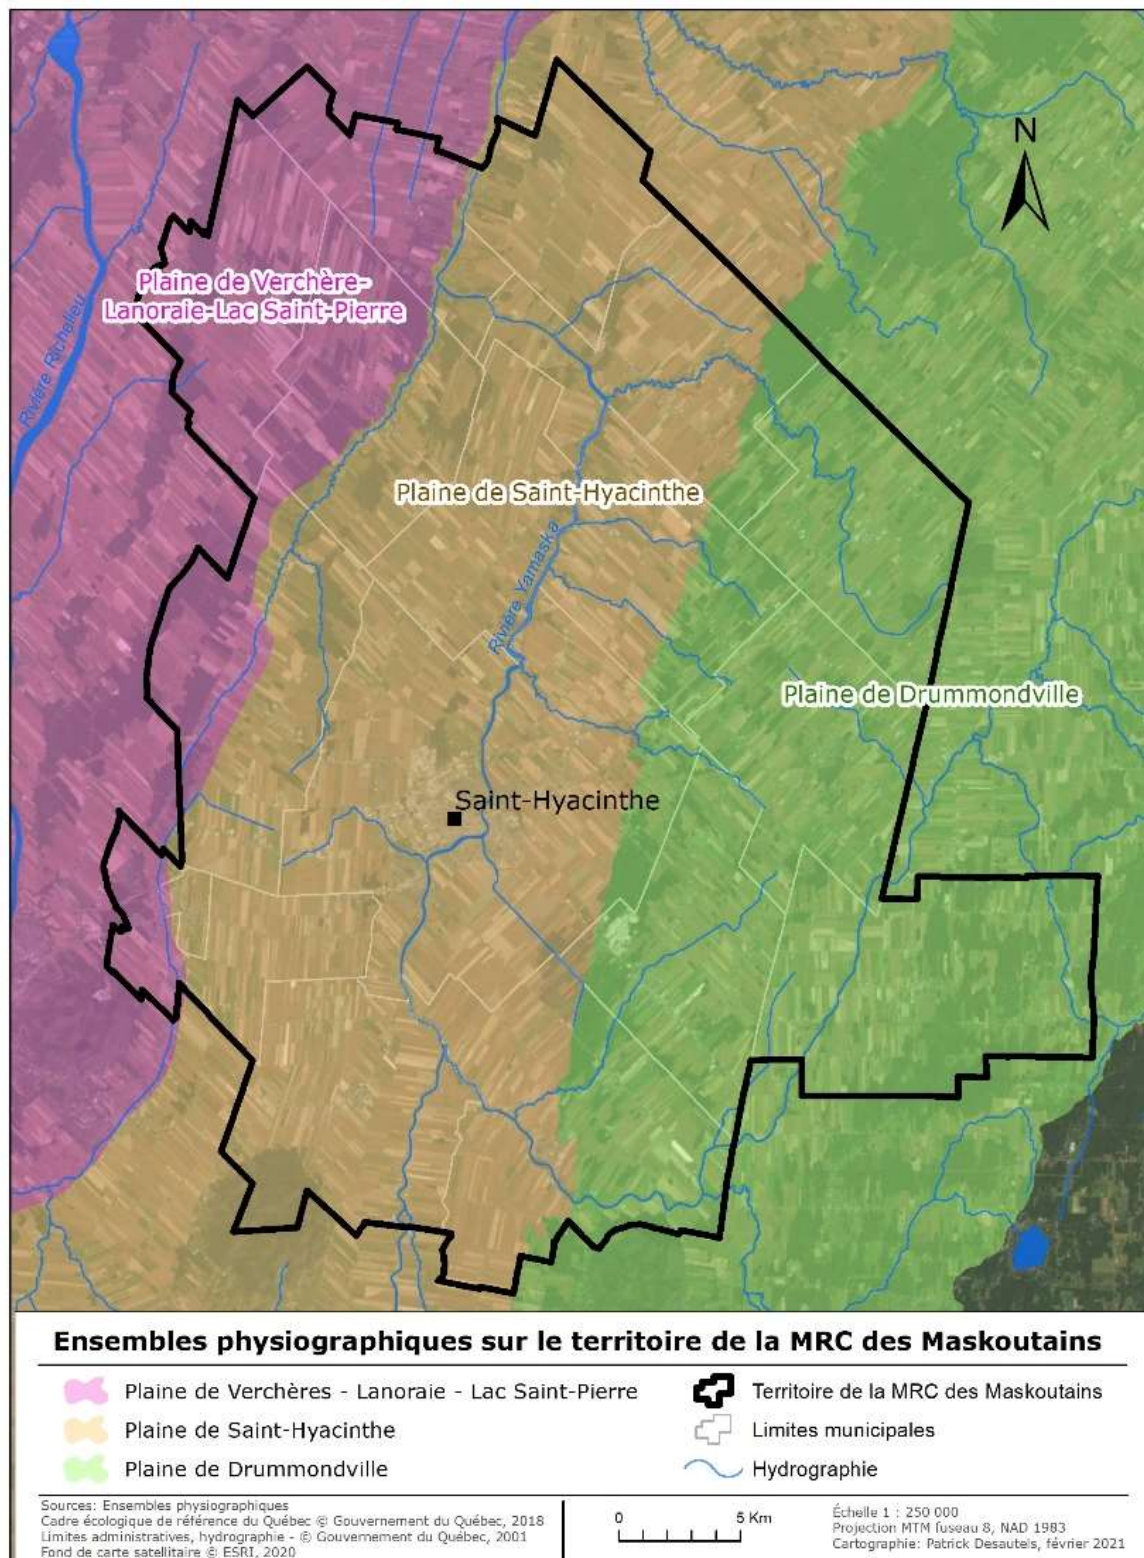 N
Plaine de Verchère-
Lanoraie-Lac Saint-Pierre
Rivière Richelieu
Plaine de Saint-Hyacinthe
Rivière Yamaska
Plaine de Drummondville
Saint-Hyacinthe
Ensembles physiographiques sur le territoire de la MRC des Maskoutains
Plaine de Verchères - Lanoraie - Lac Saint-Pierre
Plaine de Saint-Hyacinthe
Plaine de Drummondville
Territoire de la MRC des Maskoutains
Limites municipales
Hydrographie
Sources: Ensembles physiographiques
Cadre écologique de référence du Québec © Gouvernement du Québec, 2018
Limites administratives, hydrographie - © Gouvernement du Québec, 2001
Fond de carte satellitaire © ESRI, 2020
0 5 Km
Échelle 1 : 250 000
Projection MTM fuseau 8, NAD 1983
Cartographie: Patrick Desautels, février 2021